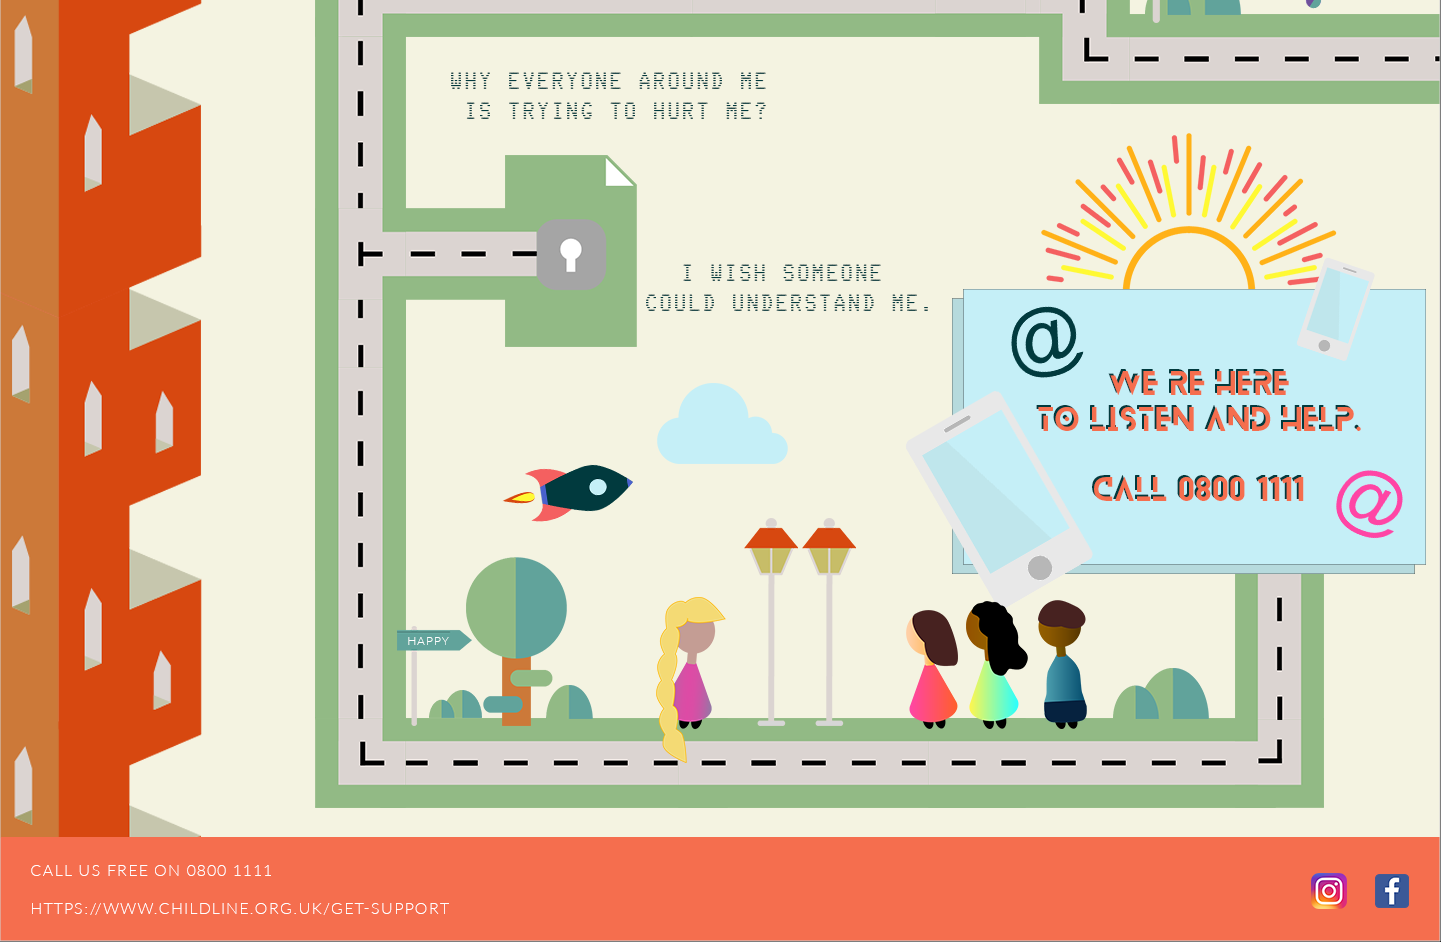 WHY EVERYONE AROUND ME
IS TRYING TO HURT ME?
I WISH SOMEONE
COULD UNDERSTAND ME.
@
WE RE HERE
TO LISTEN AND HELP.
CALL 0800 1111
@
HAPPY
CALL US FREE ON 0800 1111
HTTPS://WWW.CHILDLINE.ORG.UK/GET-SUPPORT